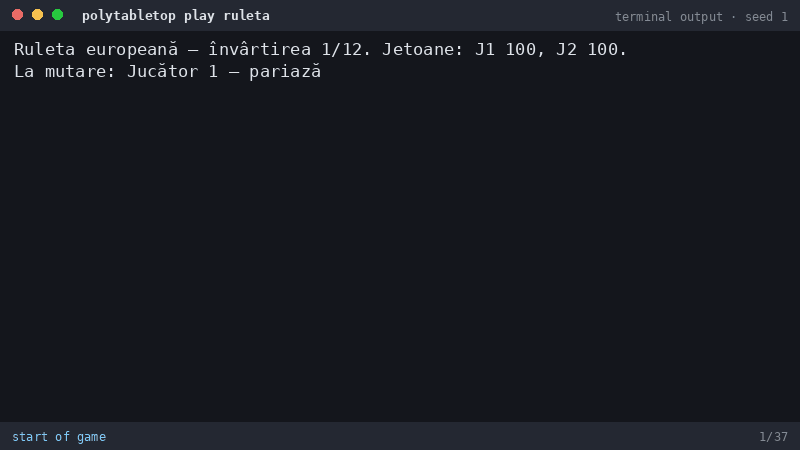 polytabletop play ruleta
terminal output · seed 1
Ruleta europeană — învârtirea 1/12. Jetoane: J1 100, J2 100.
La mutare: Jucător 1 — pariază
start of game
1/37